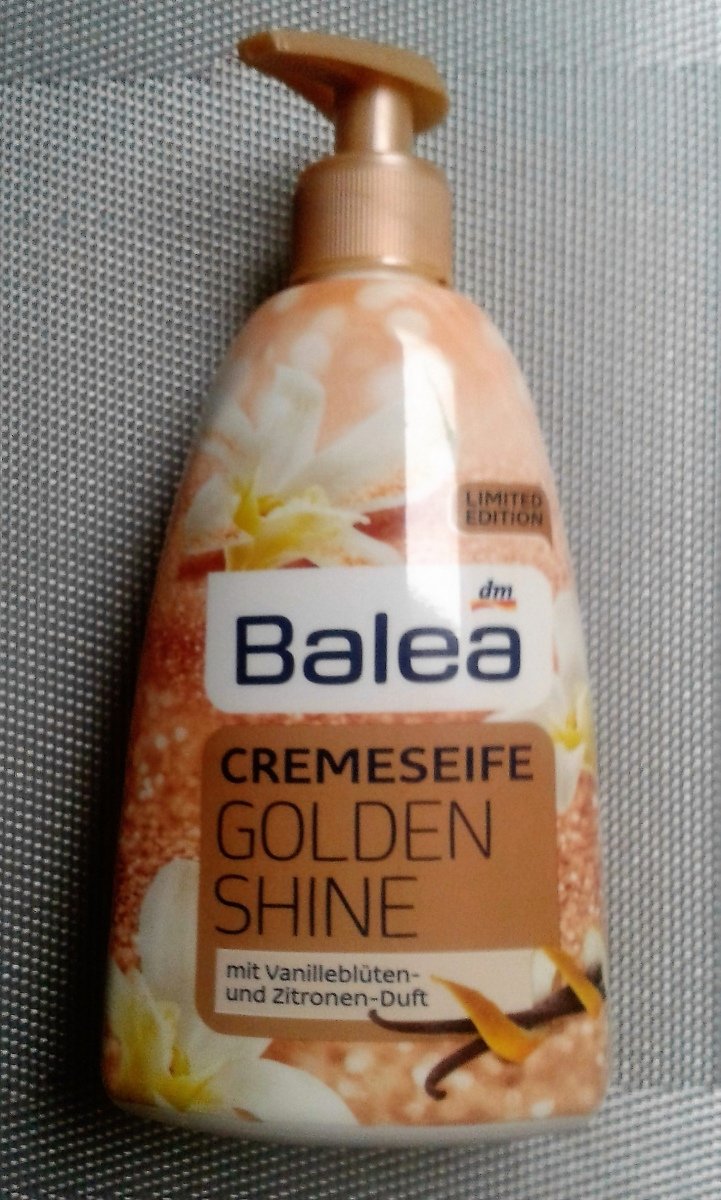 LIMITED
EDITION
dm
Balea
CREMESEIFE
GOLDEN
SHINE
mit Vanilleblüten-
und Zitronen-Duft